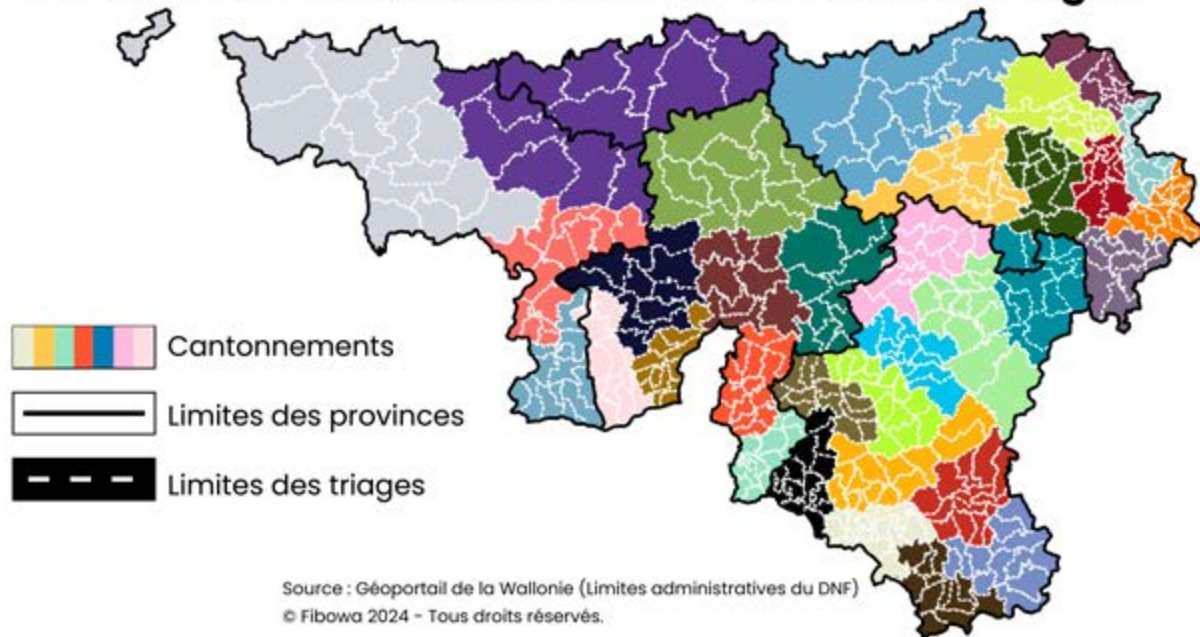 Cantonnements
Limites des provinces
Limites des triages
Source : Géoportail de la Wallonie (Limites administratives du DNF)
© Fibowa 2024 - Tous droits réservés.